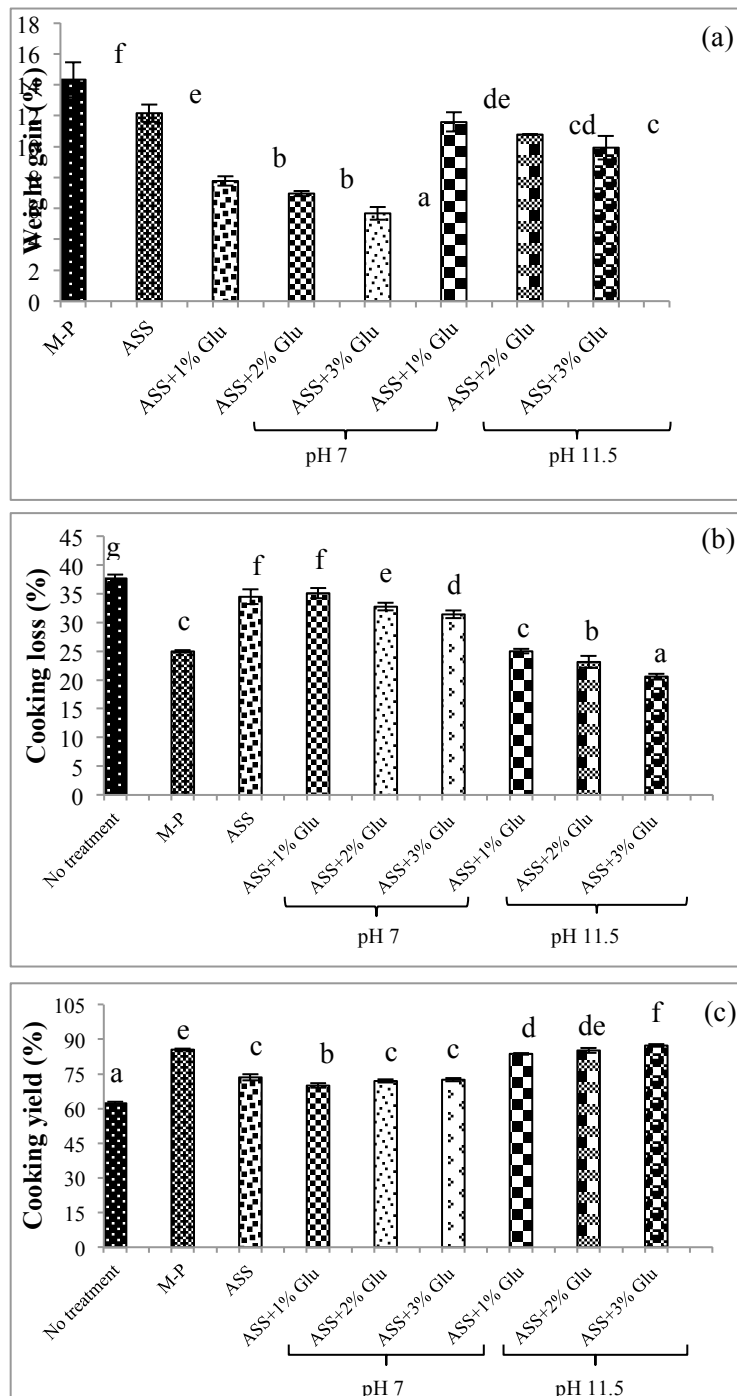 (a)
Weight gain (%)
18
16
14
12
10
8
6
4
2
0
f
e
b
b
a
de
cd
c
M-P
ASS
ASS+1% Glu
ASS+2% Glu
ASS+3% Glu
ASS+1% Glu
ASS+2% Glu
ASS+3% Glu
pH 7
pH 11.5
(b)
Cooking loss (%)
45
40
35
30
25
20
15
10
5
0
g
c
f
f
e
d
c
b
a
No treatment
M-P
ASS
ASS+1% Glu
ASS+2% Glu
ASS+3% Glu
ASS+1% Glu
ASS+2% Glu
ASS+3% Glu
pH 7
pH 11.5
(c)
Cooking yield (%)
105
90
75
60
45
30
15
0
a
e
c
b
c
c
d
de
f
No treatment
M-P
ASS
ASS+1% Glu
ASS+2% Glu
ASS+3% Glu
ASS+1% Glu
ASS+2% Glu
ASS+3% Glu
pH 7
pH 11.5